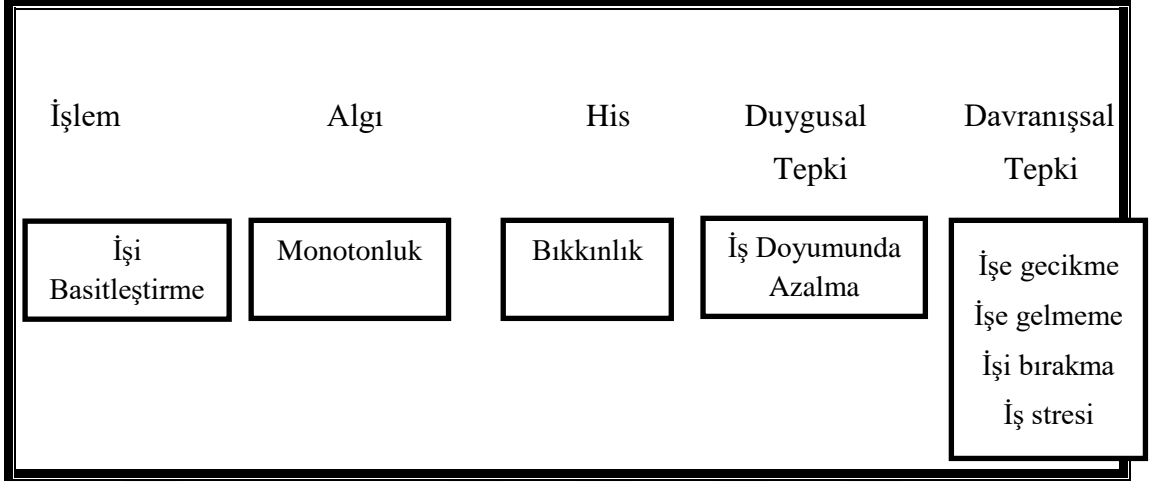 İşlem
Algı
His
Duygusal
Tepki
Davranışsal
Tepki
İşi
Basitleştirme
Monotonluk
Bıkkınlık
İş Doyumunda
Azalma
İşe gecikme
İşe gelmeme
İşi bırakma
İş stresi